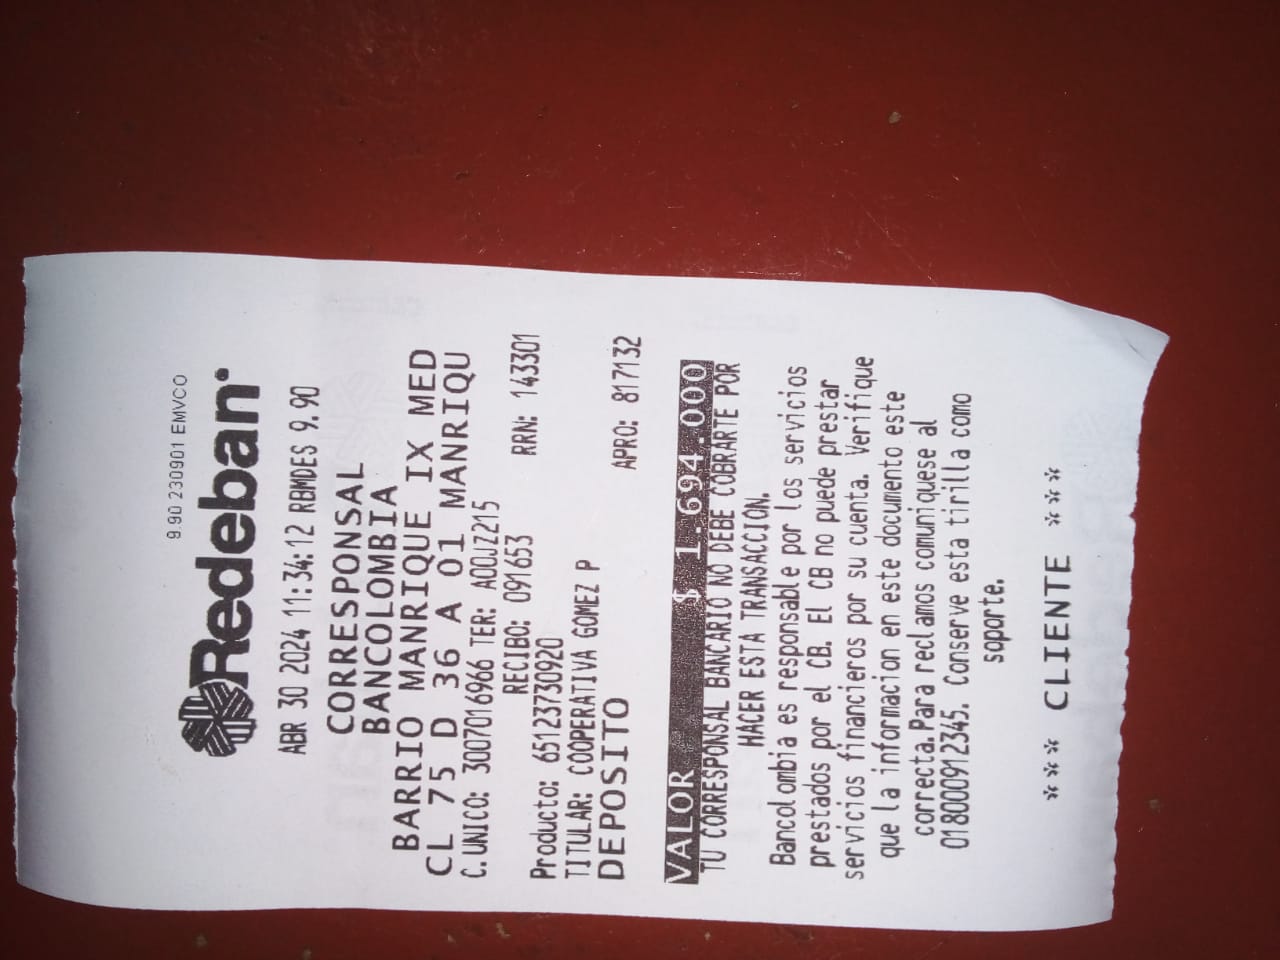 9.90 230901 EMVCO
Redeban
ABR 30 2024 11:34:12 RBMDES 9.90
CORRESPONSAL
BANCOLOMBIA
BARRIO MANRIQUE IX MED
CL 75 D 36 A 01 MANRIQU
C. UNICO: 3007016966 TER: A00JZ215
RECIBO: 091653 RRN: 143301
Producto: 65123730920
TITULAR: COOPERATIVA GOMEZ P
DEPOSITO APRO: 817132
VALOR $ 1.694.000
TU CORRESPONSAL BANCARIO NO DEBE COBRARTE POR
HACER ESTA TRANSACCION.
Bancolombia es responsable por los servicios
prestados por el CB. El CB no puede prestar
servicios financieros por su cuenta. Verifique
que la informacion en este documento este
correcta. Para reclamos comuniquese al
018000912345. Conserve esta tirilla como
soporte.
*** CLIENTE ***